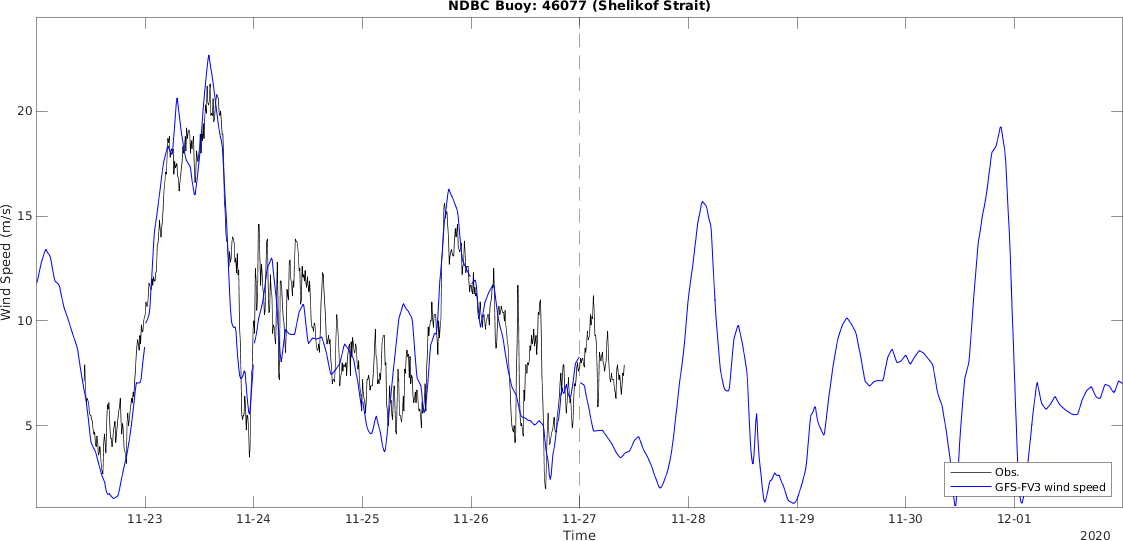 NDBC Buoy: 46077 (Shelikof Strait)
Wind Speed (m/s)
20
15
10
5
Obs.
GFS-FV3 wind speed
11-23
11-24
11-25
11-26
11-27
11-28
11-29
11-30
12-01
Time
2020